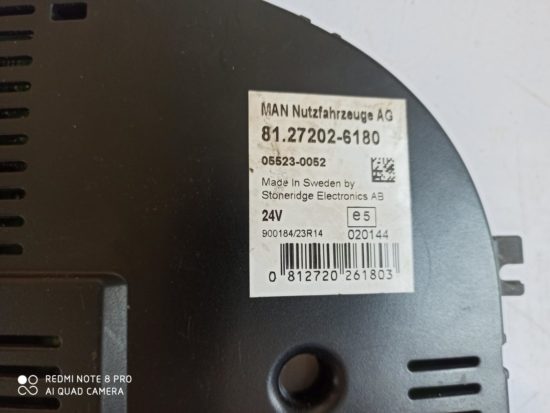 MAN Nutzfahrzeuge AG
81.27202-6180
05523-0052
Made In Sweden by
Stoneridge Electronics AB
24V e5
900184/23R14 020144
0 812720 261803
REDMI NOTE 8 PRO
AI QUAD CAMERA